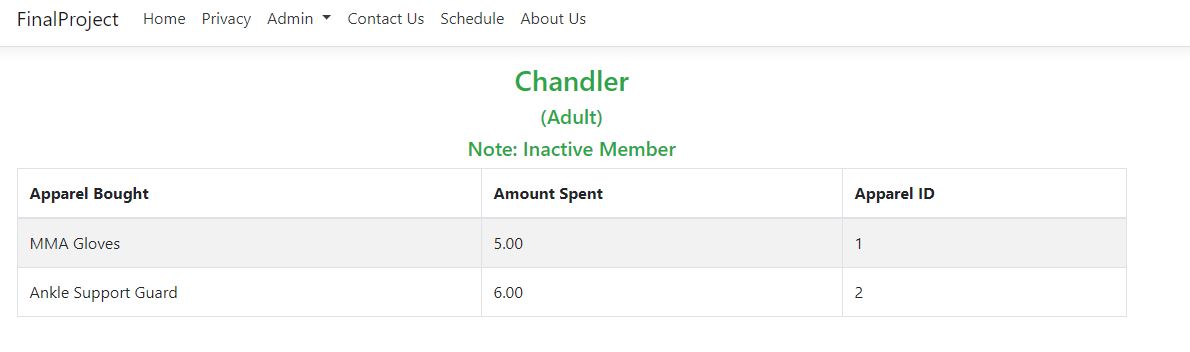 FinalProject Home Privacy Admin Contact Us Schedule About Us
Chandler
(Adult)
Note: Inactive Member
Apparel Bought Amount Spent Apparel ID
MMA Gloves 5.00 1
Ankle Support Guard 6.00 2